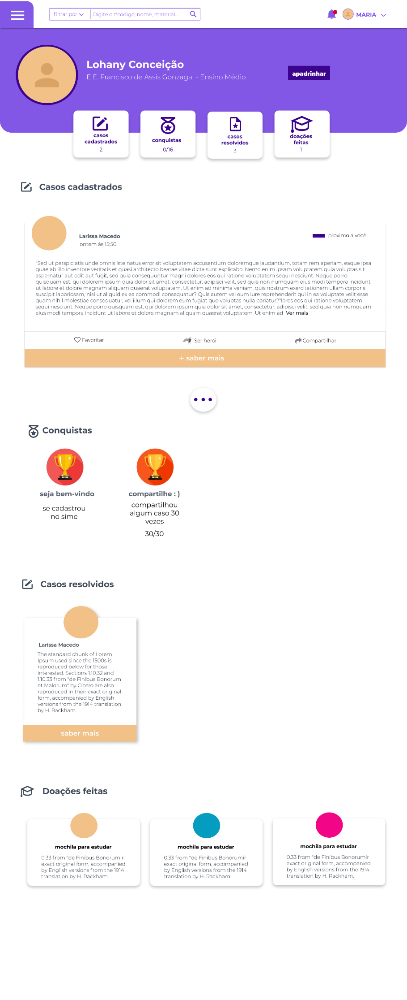 filtrar por
Digite o #código, nome, material....
MARIA
Lohany Conceição
E.E. Francisco de Assis Gonzaga - Ensino Médio
apadrinhar
casos
cadastrados
2
conquistas
0/16
casos
resolvidos
3
doações
feitas
1
Casos cadastrados
Larissa Macedo
ontem ás 15:50
proximo a você
"Sed ut perspiciatis unde omnis iste natus error sit voluptatem accusantium doloremque laudantium, totam rem aperiam, eaque ipsa
quae ab illo inventore veritatis et quasi architecto beatae vitae dicta sunt explicabo. Nemo enim ipsam voluptatem quia voluptas sit
aspernatur aut odit aut fugit, sed quia consequuntur magni dolores eos qui ratione voluptatem sequi nesciunt. Neque porro
quisquam est, qui dolorem ipsum quia dolor sit amet, consectetur, adipisci velit, sed quia non numquam eius modi tempora incidunt
ut labore et dolore magnam aliquam quaerat voluptatem. Ut enim ad minima veniam, quis nostrum exercitationem ullam corporis
suscipit laboriosam, nisi ut aliquid ex ea commodi consequatur? Quis autem vel eum iure reprehenderit qui in ea voluptate velit esse
quam nihil molestiae consequatur, vel illum qui dolorem eum fugiat quo voluptas nulla pariatur?"lores eos qui ratione voluptatem
sequi nesciunt. Neque porro quisquam est, qui dolorem ipsum quia dolor sit amet, consectetur, adipisci velit, sed quia non numquam
eius modi tempora incidunt ut labore et dolore magnam aliquam quaerat voluptatem. Ut enim ad Ver mais
Favoritar
Ser herói
Compartilhar
+ saber mais
Conquistas
seja bem-vindo
se cadastrou
no sime
compartilhe : )
compartilhou
algum caso 30
vezes
30/30
Casos resolvidos
Larissa Macedo
The standard chunk of Lorem
Ipsum used since the 1500s is
reproduced below for those
interested. Sections 1.10.32 and
1.10.33 from "de Finibus Bonorum
et Malorum" by Cicero are also
reproduced in their exact original
form, accompanied by English
versions from the 1914 translation
by H. Rackham.
saber mais
Doações feitas
mochila para estudar
0.33 from "de Finibus Bonorumir
exact original form, accompanied
by English versions from the 1914
translation by H. Rackham.
mochila para estudar
0.33 from "de Finibus Bonorumir
exact original form, accompanied
by English versions from the 1914
translation by H. Rackham.
mochila para estudar
0.33 from "de Finibus Bonorumir
exact original form, accompanied
by English versions from the 1914
translation by H. Rackham.